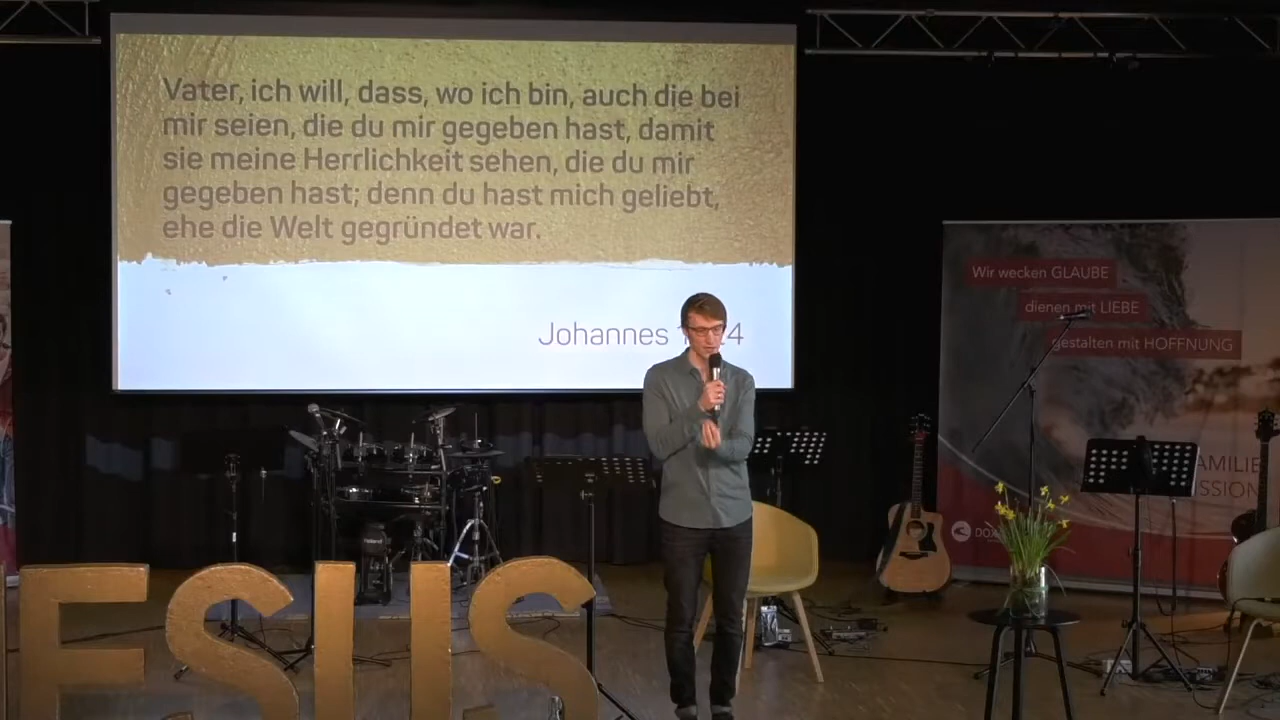 Vater, ich will, dass, wo ich bin, auch die bei
mir seien, die du mir gegeben hast, damit
sie meine Herrlichkeit sehen, die du mir
gegeben hast; denn du hast mich geliebt,
ehe die Welt gegründet war.
Johannes
Wir wecken GLAUBE
dienen mit LIEBE
gestalten mit HOFFNUNG
ESUS